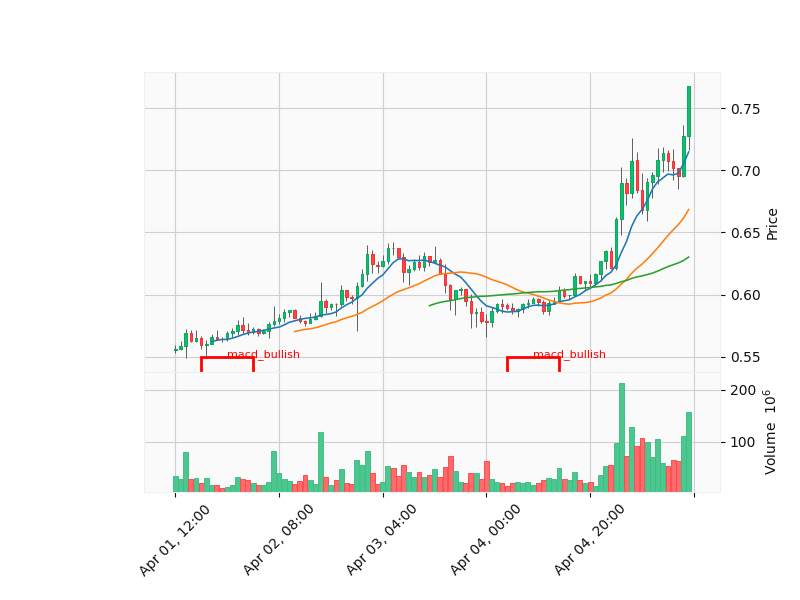 0.75
0.70
0.65
0.60
0.55
Price
macd_bullish
macd_bullish
200
100
Volume 10^6
Apr 01, 12:00
Apr 02, 08:00
Apr 03, 04:00
Apr 04, 00:00
Apr 04, 20:00